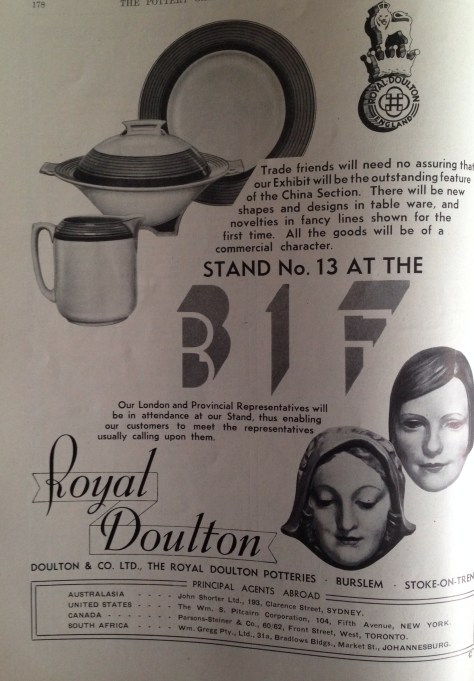 178
THE POTTERY
ROYAL DOULTON
ENGLAND
Trade friends will need no assuring that
our Exhibit will be the outstanding feature
of the China Section. There will be new
shapes and designs in table ware, and
novelties in fancy lines shown for the
first time. All the goods will be of a
commercial character.
STAND No. 13 AT THE
BIF
Our London and Provincial Representatives will
be in attendance at our Stand, thus enabling
our customers to meet the representatives
usually calling upon them.
Royal
Doulton
DOULTON & CO. LTD., THE ROYAL DOULTON POTTERIES · BURSLEM · STOKE-ON-TREN
PRINCIPAL AGENTS ABROAD
AUSTRALASIA - - - - John Shorter Ltd., 193, Clarence Street, SYDNEY.
UNITED STATES - - - - The Wm. S. Pitcairn Corporation, 104, Fifth Avenue, NEW YORK.
CANADA - - - - Parsons-Steiner & Co., 60/62, Front Street, West, TORONTO.
SOUTH AFRICA - - - - Wm. Gregg Pty., Ltd., 31a, Bradlows Bldgs., Market St., JOHANNESBURG.